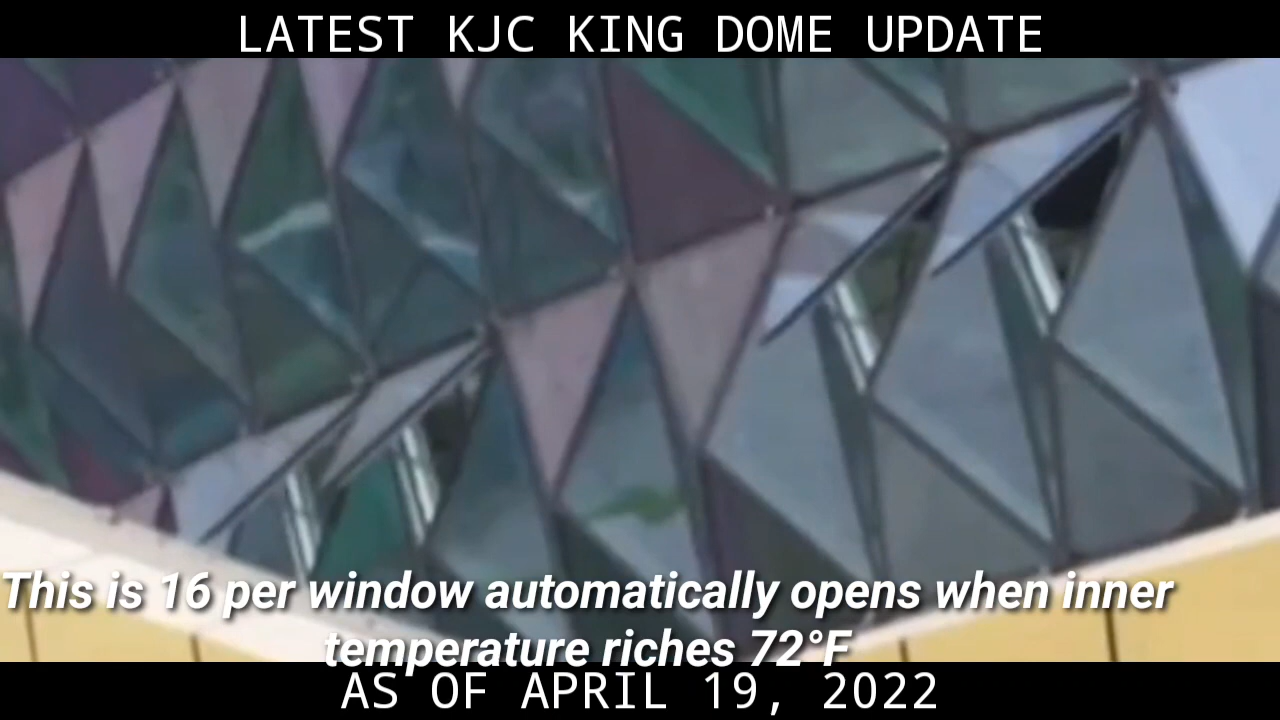 LATEST KJC KING DOME UPDATE
This is 16 per window automatically opens when inner
temperature riches 72°F
AS OF APRIL 19, 2022